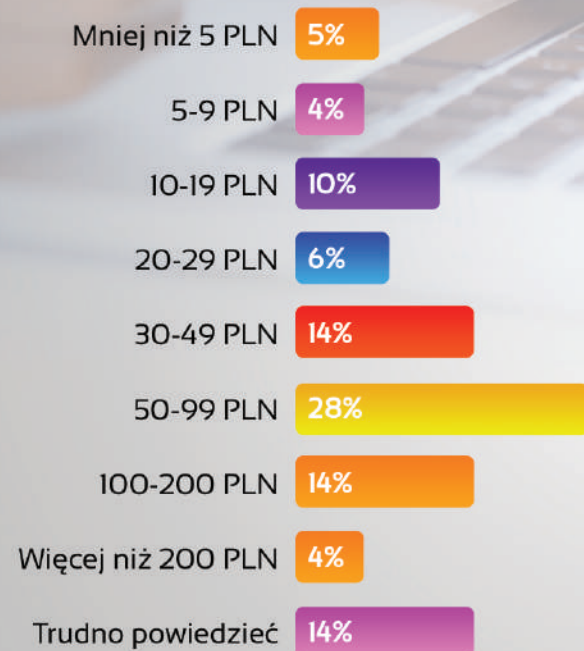 Mniej niż 5 PLN 5%
5-9 PLN 4%
10-19 PLN 10%
20-29 PLN 6%
30-49 PLN 14%
50-99 PLN 28%
100-200 PLN 14%
Więcej niż 200 PLN 4%
Trudno powiedzieć 14%